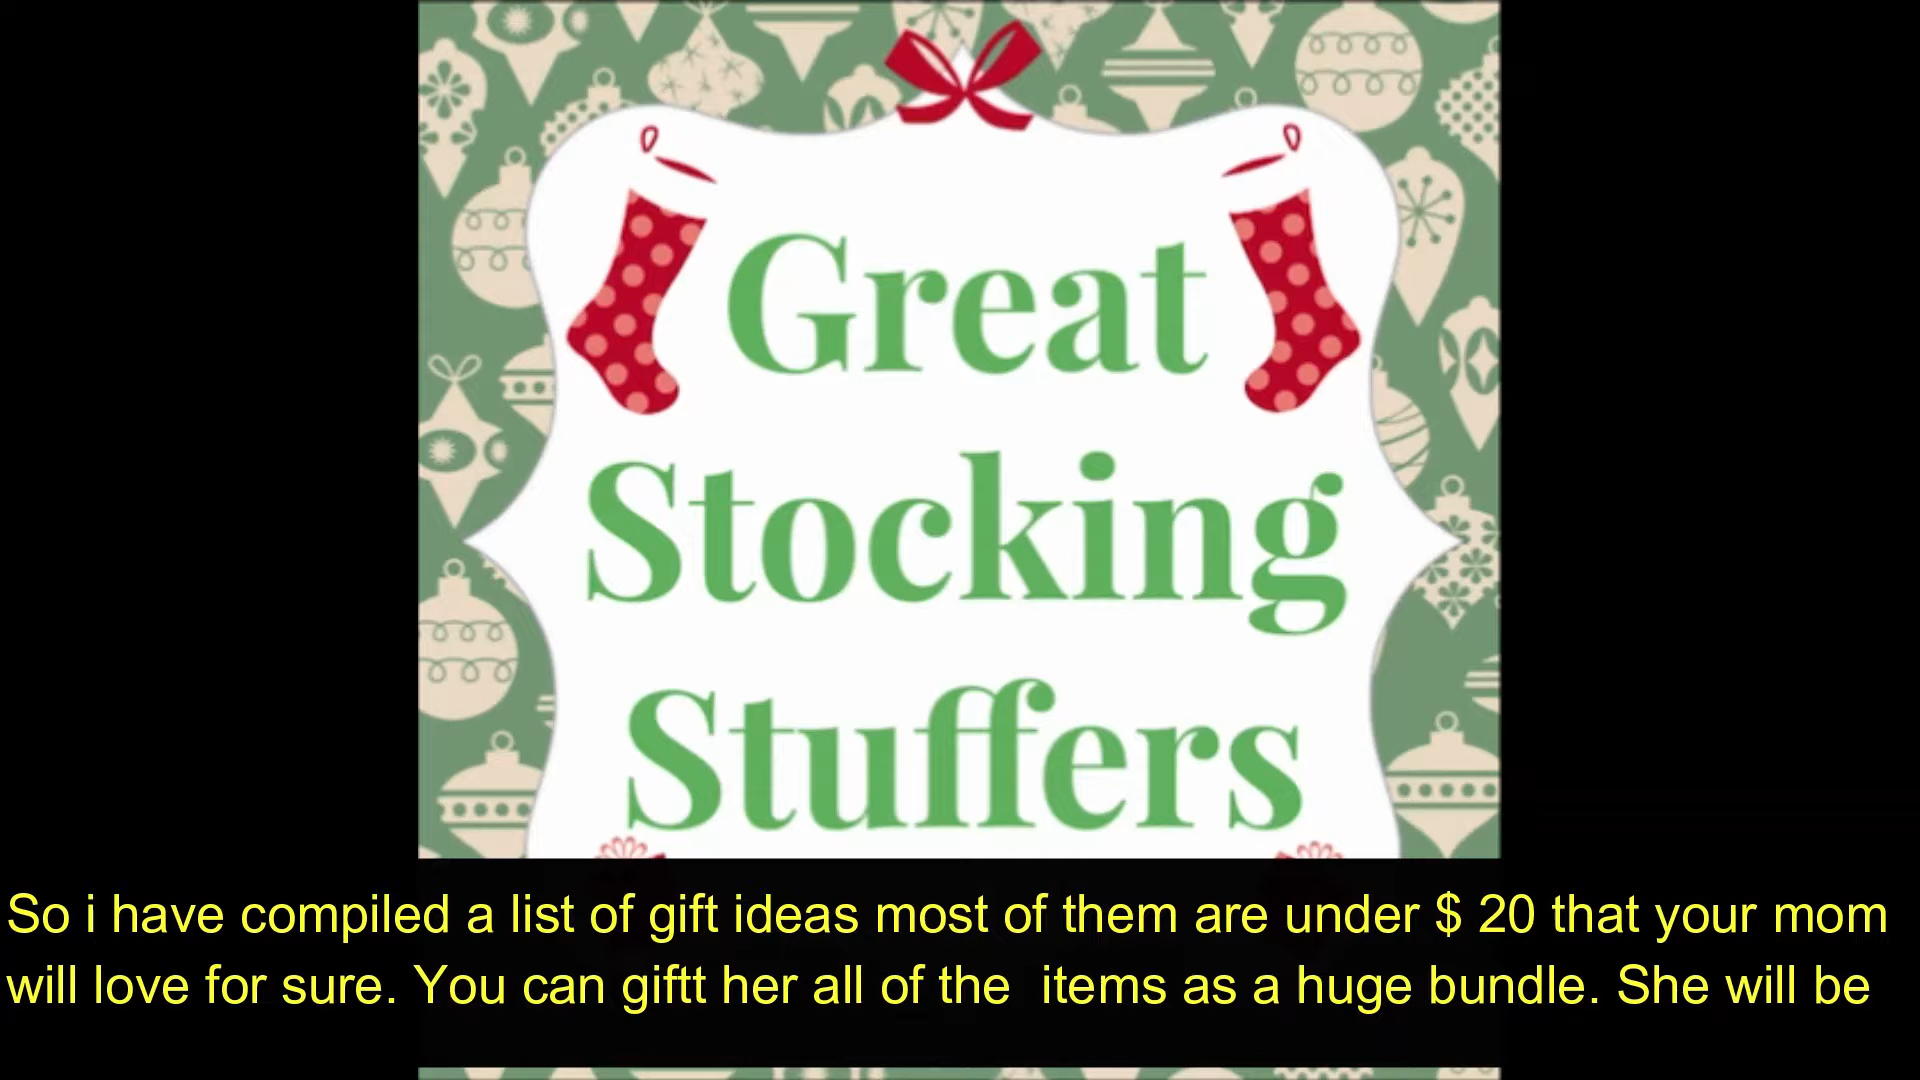 Great
Stocking
Stuffers
So i have compiled a list of gift ideas most of them are under $ 20 that your mom
will love for sure. You can giftt her all of the  items as a huge bundle. She will be